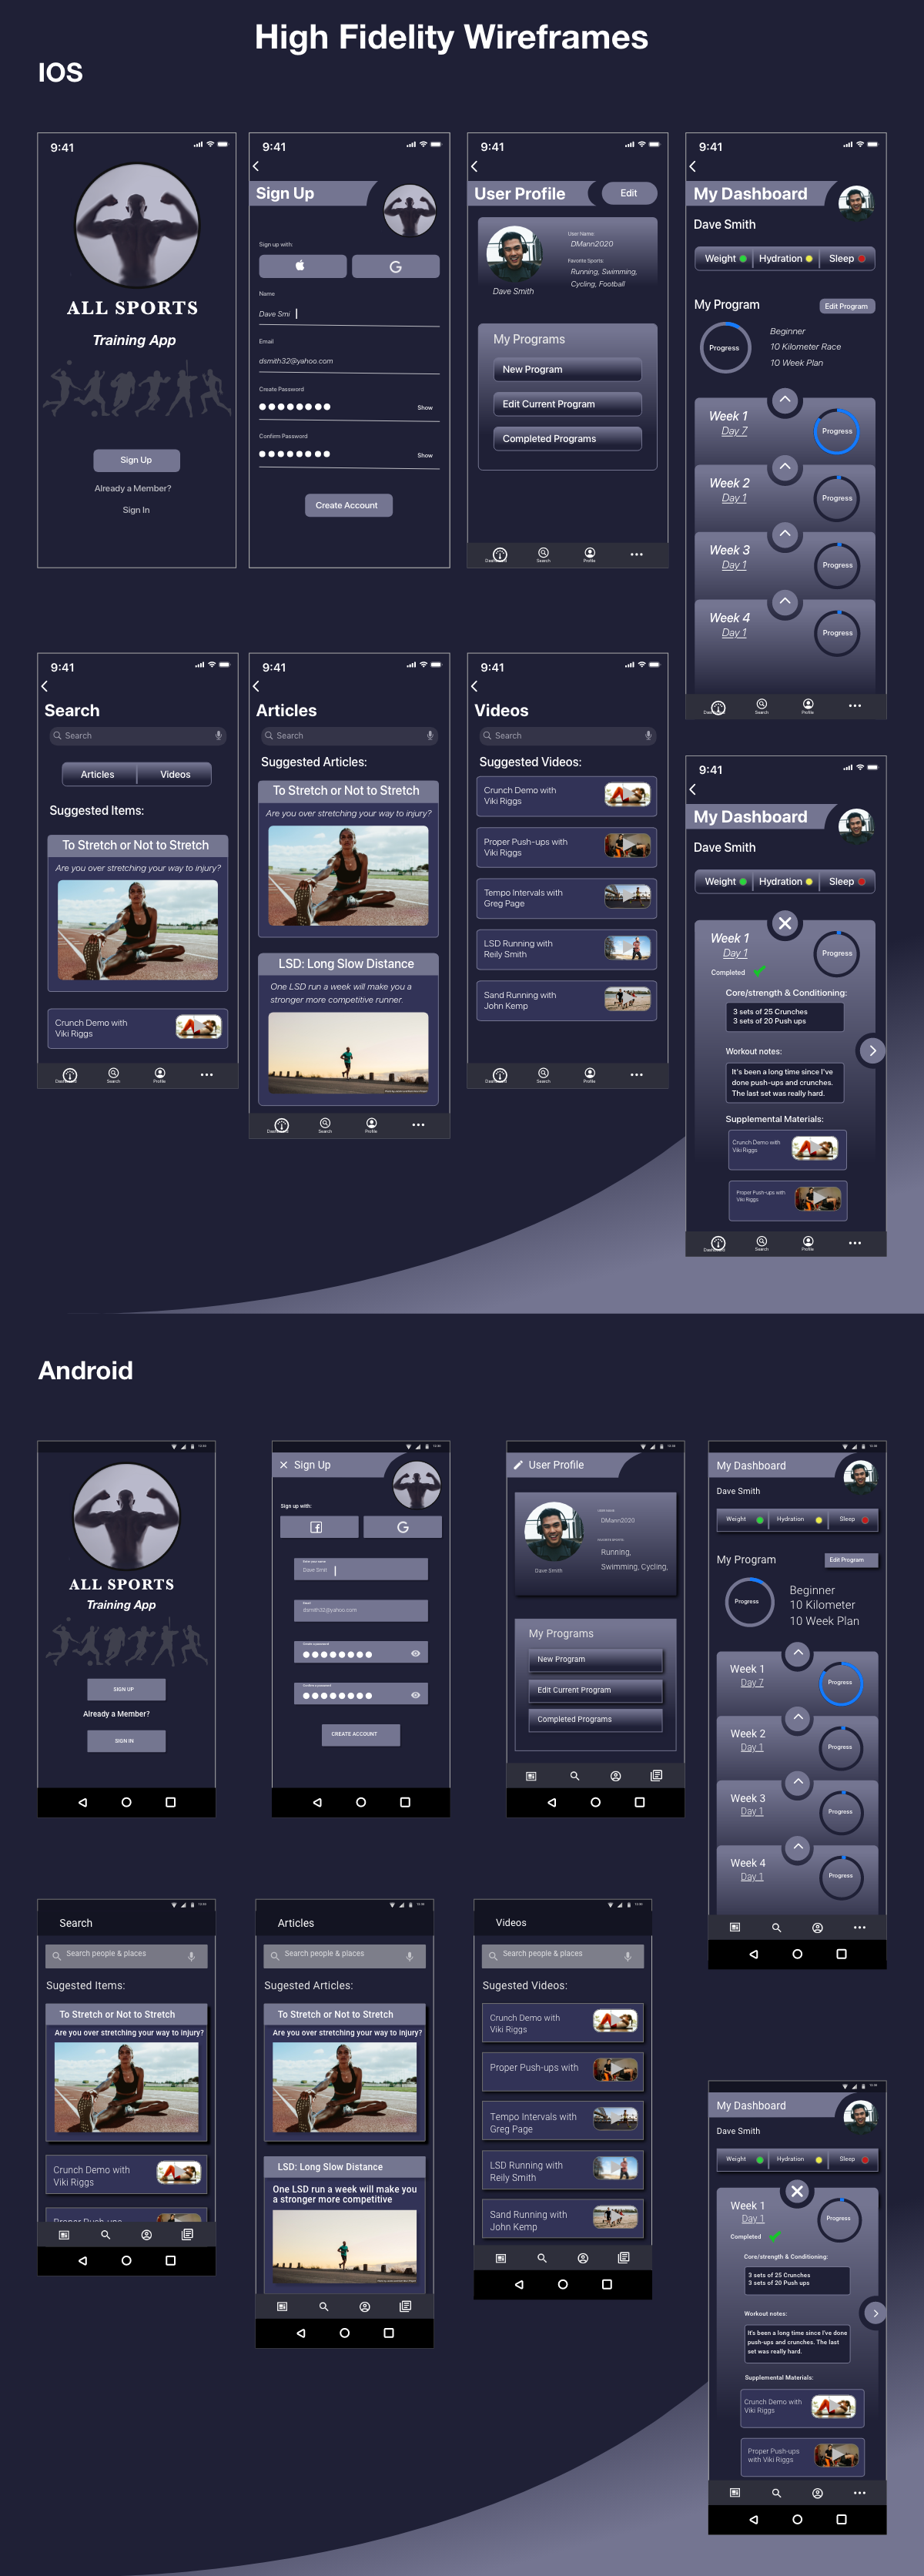 High Fidelity Wireframes
IOS
9:41
ALL SPORTS
Training App
Sign Up
Already a Member?
Sign In
9:41
Sign Up
Sign up with:
G
Name
Dave Smi
Email
dsmith32@yahoo.com
Create Password
Show
Confirm Password
Show
Create Account
9:41
User Profile
Edit
User Name
DMann2020
Favorite Sports
Running, Swimming,
Cycling, Football
Dave Smith
My Programs
New Program
Edit Current Program
Completed Programs
Dashboard
Search
Profile
9:41
My Dashboard
Dave Smith
Weight
Hydration
Sleep
My Program
Edit Program
Progress
Beginner
10 Kilometer Race
10 Week Plan
Week 1
Day 7
Progress
Week 2
Day 1
Progress
Week 3
Day 1
Progress
Week 4
Day 1
Progress
Dashboard
Search
Profile
9:41
Search
Search
Articles
Videos
Suggested Items:
To Stretch or Not to Stretch
Are you over stretching your way to injury?
Crunch Demo with
Viki Riggs
Dashboard
Search
Profile
9:41
Articles
Search
Suggested Articles:
To Stretch or Not to Stretch
Are you over stretching your way to injury?
LSD: Long Slow Distance
One LSD run a week will make you a
stronger more competitive runner.
Dashboard
Search
Profile
9:41
Videos
Search
Suggested Videos:
Crunch Demo with
Viki Riggs
Proper Push-ups with
Viki Riggs
Tempo Intervals with
Greg Page
LSD Running with
Reily Smith
Sand Running with
John Kemp
Dashboard
Search
Profile
9:41
My Dashboard
Dave Smith
Weight
Hydration
Sleep
Week 1
Day 1
Progress
Completed
Core/strength & Conditioning:
3 sets of 25 Crunches
3 sets of 20 Push ups
Workout notes:
It's been a long time since I've
done push-ups and crunches.
The last set was really hard.
Supplemental Materials:
Crunch Demo with
Viki Riggs
Proper Push-ups with
Viki Riggs
Dashboard
Search
Profile
Android
ALL SPORTS
Training App
SIGN UP
Already a Member?
SIGN IN
Sign Up
Sign up with:
G
Enter your name
Dave Smit
Email
dsmith32@yahoo.com
Create a password
Confirm a password
CREATE ACCOUNT
User Profile
DMann2020
Running,
Swimming, Cycling,
Dave Smith
My Programs
New Program
Edit Current Program
Completed Programs
My Dashboard
Dave Smith
Weight
Hydration
Sleep
My Program
Edit Program
Progress
Beginner
10 Kilometer
10 Week Plan
Week 1
Day 7
Progress
Week 2
Day 1
Progress
Week 3
Day 1
Progress
Week 4
Day 1
Progress
Search
Search people & places
Sugested Items:
To Stretch or Not to Stretch
Are you over stretching your way to injury?
Crunch Demo with
Viki Riggs
Proper Push-ups
Articles
Search people & places
Sugested Articles:
To Stretch or Not to Stretch
Are you over stretching your way to injury?
LSD: Long Slow Distance
One LSD run a week will make you
a stronger more competitive
Videos
Search people & places
Sugested Videos:
Crunch Demo with
Viki Riggs
Proper Push-ups with
Tempo Intervals with
Greg Page
LSD Running with
Reily Smith
Sand Running with
John Kemp
My Dashboard
Dave Smith
Weight
Hydration
Sleep
Week 1
Day 1
Progress
Completed
Core/strength & Conditioning:
3 sets of 25 Crunches
3 sets of 20 Push ups
Workout notes:
It's been a long time since I've done
push-ups and crunches. The last
set was really hard.
Supplemental Materials:
Crunch Demo with
Viki Riggs
Proper Push-ups
with Viki Riggs